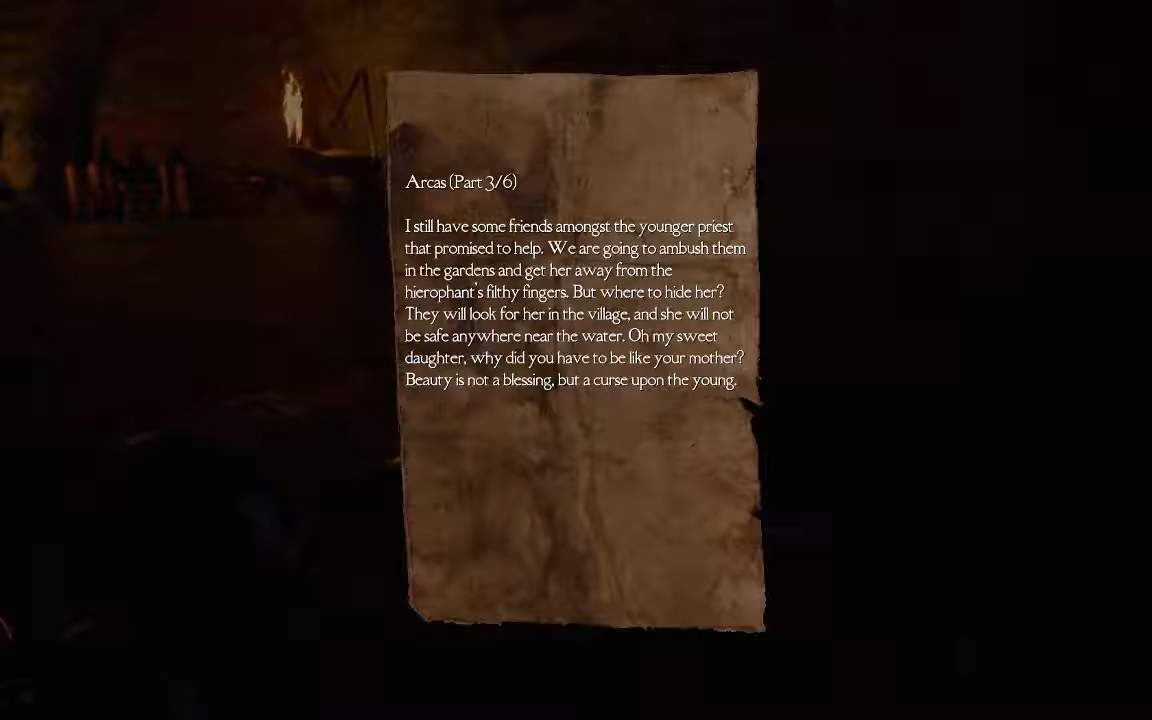 Arcas (Part 3/6)
I still have some friends amongst the younger priest
that promised to help. We are going to ambush them
in the gardens and get her away from the
hierophant's filthy fingers. But where to hide her?
They will look for her in the village, and she will not
be safe anywhere near the water. Oh my sweet
daughter, why did you have to be like your mother?
Beauty is not a blessing, but a curse upon the young.